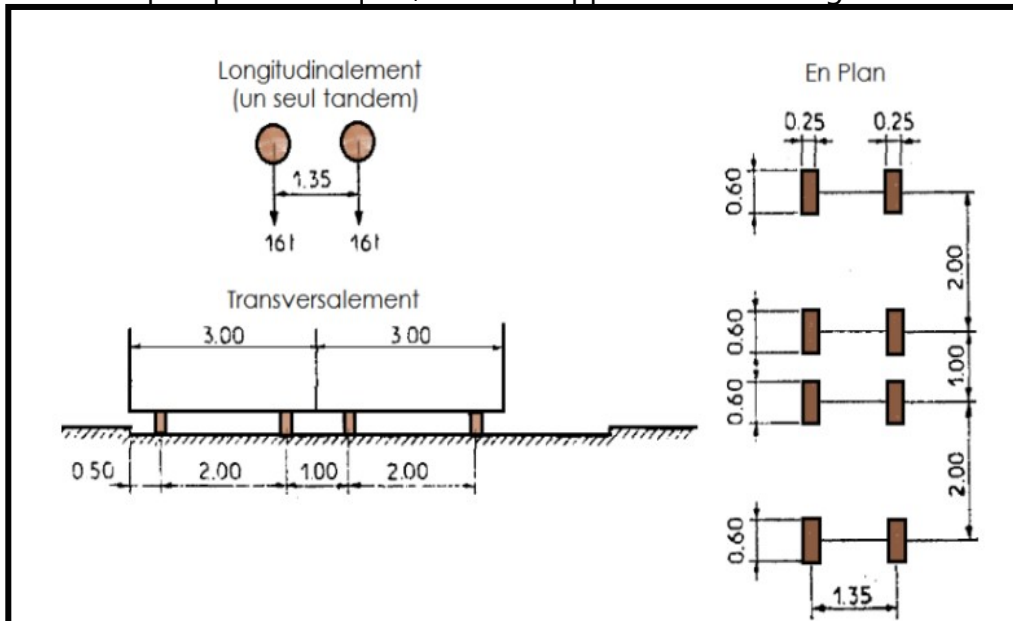 Longitudinalement
(un seul tandem)
1.35
16t 16t
Transversalement
3.00 3.00
0.50 2.00 1.00 2.00
En Plan
0.25 0.25
0.60
2.00
0.60
1.00
0.60
2.00
0.60
1.35